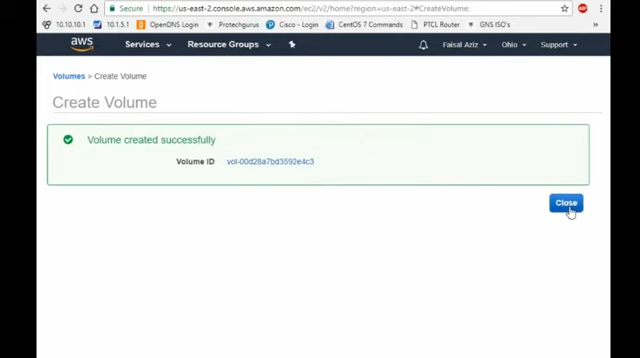 Secure https://us-east-2.console.aws.amazon.com/ec2/v2/home?region=us-east-2#CreateVolume:
10.10.10.1 10.1.5.1 OpenDNS Login Protechgurus Cisco - Login CentOS 7 Commands PTCL Router GNS ISO's
aws Services Resource Groups Faisal Aziz Ohio Support
Volumes > Create Volume
Create Volume
Volume created successfully
Volume ID vol-00d28a7bd3592e4c3
Close